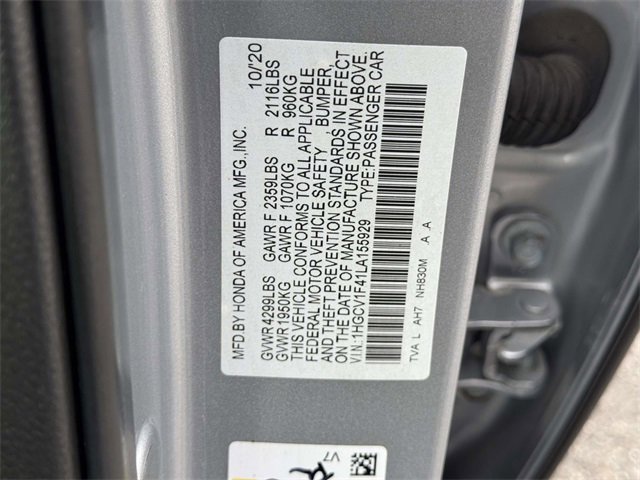 MFD.BY HONDA OF AMERICA MFG.,INC. 10/20
GVWR 4299LBS GAWR F 2359LBS R 2116LBS
GVWR 1950KG GAWR F 1070KG R 960KG
THIS VEHICLE CONFORMS TO ALL APPLICABLE
FEDERAL MOTOR VEHICLE SAFETY , BUMPER,
AND THEFT PREVENTION STANDARDS IN EFFECT
ON THE DATE OF MANUFACTURE SHOWN ABOVE.
V.I.N.:1HGCV1F41LA155929 TYPE:PASSENGER CAR
TVA L AH7 NH830M A A